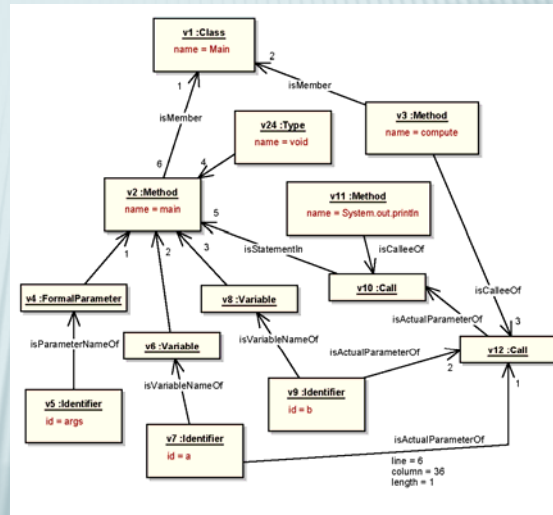 v1 :Class
name = Main
1
2
isMember
isMember
v24 :Type
name = void
v3 :Method
name = compute
6
4
v2 :Method
name = main
v11 :Method
name = System.out.println
5
1
2
3
isStatementIn
isCalleeOf
v10 :Call
isCalleeOf
v4 :FormalParameter
v8 :Variable
isActualParameterOf
3
isParameterNameOf
v6 :Variable
isVariableNameOf
isActualParameterOf
v12 :Call
2
isVariableNameOf
1
v5 :Identifier
id = args
v9 :Identifier
id = b
v7 :Identifier
id = a
isActualParameterOf
line = 6
column = 36
length = 1